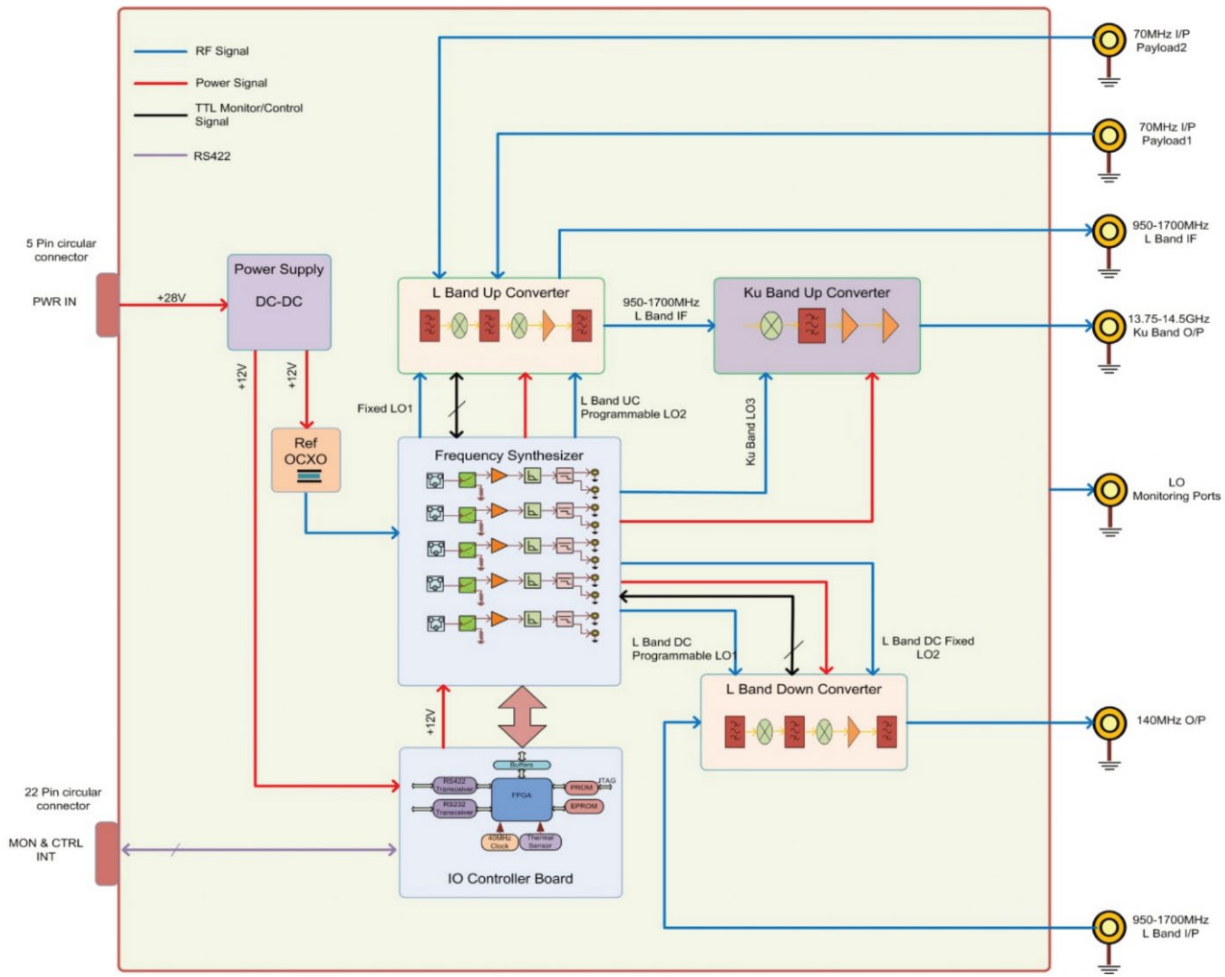 RF Signal
Power Signal
TTL Monitor/Control
Signal
RS422
70MHz I/P
Payload2
70MHz I/P
Payload1
950-1700MHz
L Band IF
13.75-14.5GHz
Ku Band O/P
LO
Monitoring Ports
140MHz O/P
950-1700MHz
L Band I/P
5 Pin circular
connector
PWR IN
+28V
Power Supply
DC-DC
+12V
+12V
Ref
OCXO
L Band Up Converter
950-1700MHz
L Band IF
Ku Band Up Converter
Fixed LO1
L Band UC
Programmable LO2
Ku Band LO3
Frequency Synthesizer
L Band DC
Programmable LO1
L Band DC Fixed
LO2
L Band Down Converter
+12V
Buffers
RS422
Transceiver
RS232
Transceiver
FPGA
PROM
JTAG
EPROM
40MHz
Clock
Thermal
Sensor
IO Controller Board
22 Pin circular
connector
MON & CTRL
INT